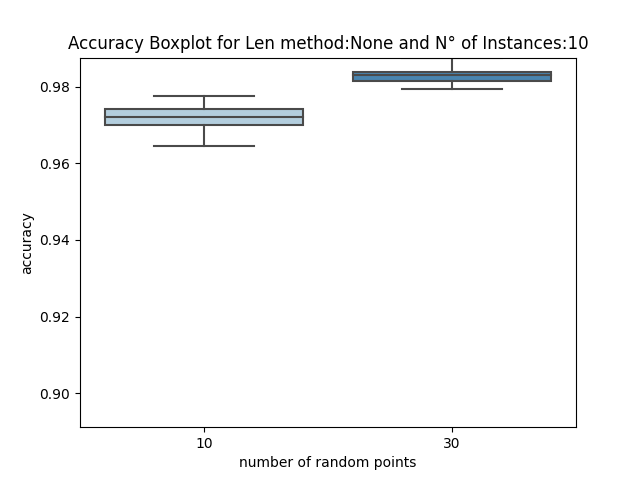 Accuracy Boxplot for Len method:None and N° of Instances:10
0.98
0.96
0.94
0.92
0.90
accuracy
10
30
number of random points